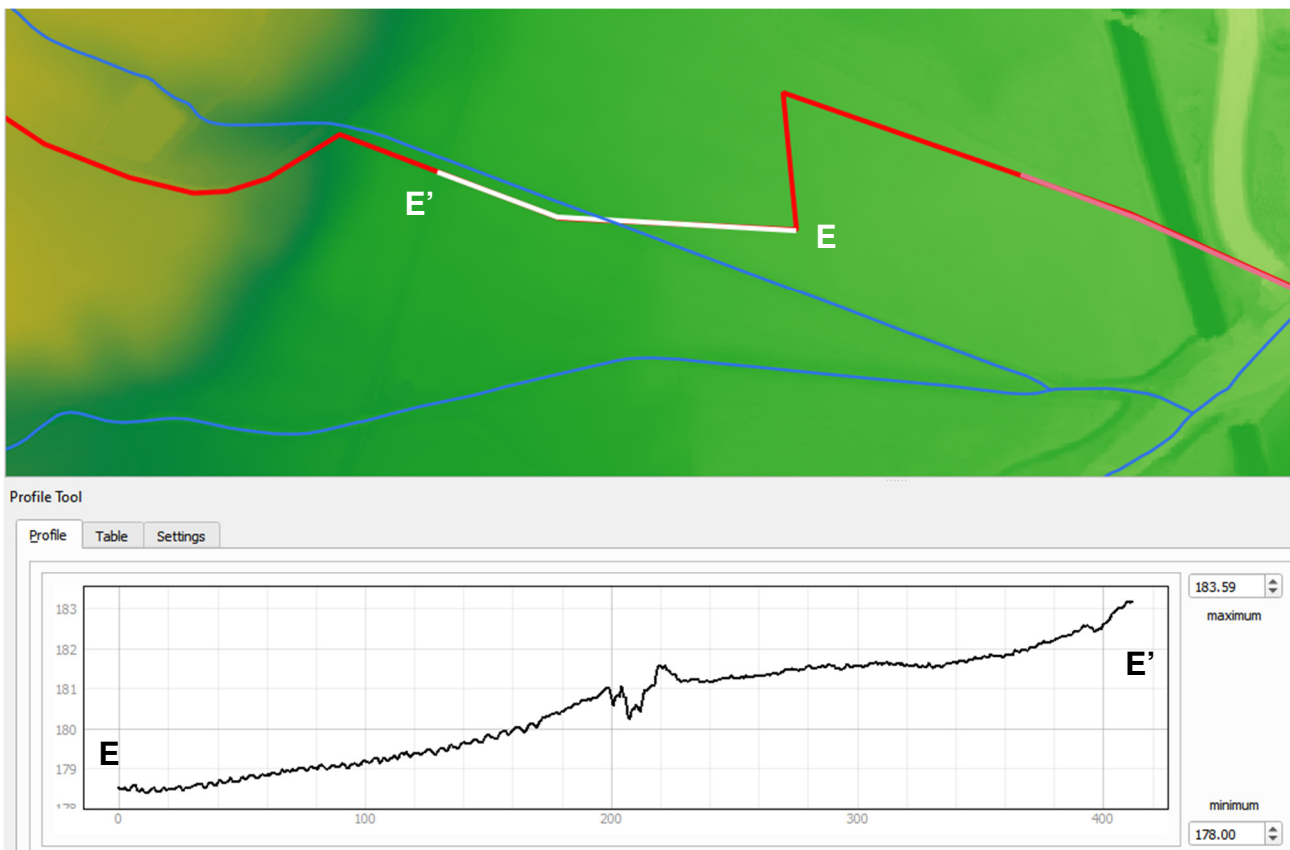 E’
E
Profile Tool
Profile
Table
Settings
183.59
maximum
183
182
181
180
179
178
E
E’
0
100
200
300
400
minimum
178.00